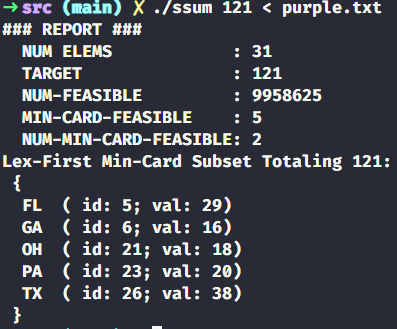 ➜src (main) ✗ ./ssum 121 < purple.txt
### REPORT ###
  NUM ELEMS            : 31
  TARGET               : 121
  NUM-FEASIBLE         : 9958625
  MIN-CARD-FEASIBLE    : 5
  NUM-MIN-CARD-FEASIBLE: 2
Lex-First Min-Card Subset Totaling 121:
 {
  FL  ( id: 5; val: 29)
  GA  ( id: 6; val: 16)
  OH  ( id: 21; val: 18)
  PA  ( id: 23; val: 20)
  TX  ( id: 26; val: 38)
 }